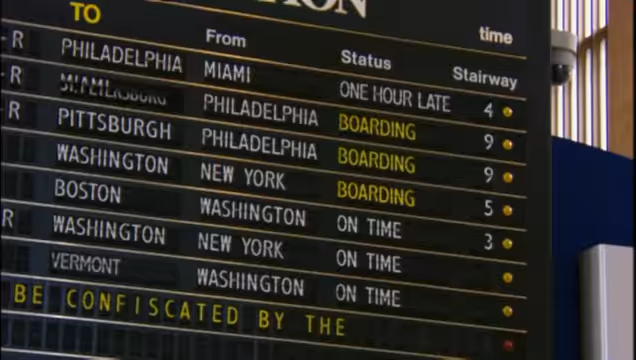 time
TO From Status Stairway
-R PHILADELPHIA MIAMI ONE HOUR LATE 4
-R PHILADELPHIA BOARDING 9
-R PITTSBURGH PHILADELPHIA BOARDING 9
WASHINGTON NEW YORK BOARDING 5
BOSTON WASHINGTON ON TIME 3
R WASHINGTON NEW YORK ON TIME
VERMONT WASHINGTON ON TIME
BE CONFISCATED BY THE